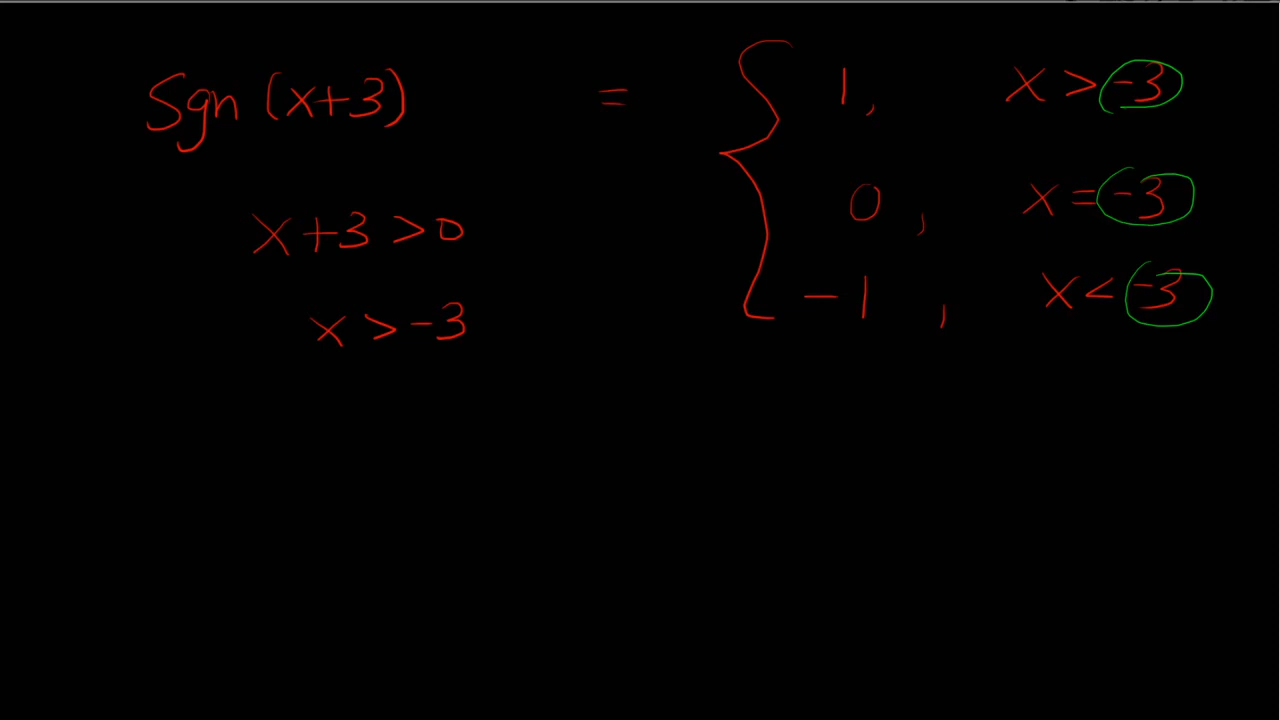 Sgn (x+3) = { 1, x > -3
0, x = -3
x+3 > 0
-1, x < -3
x > -3